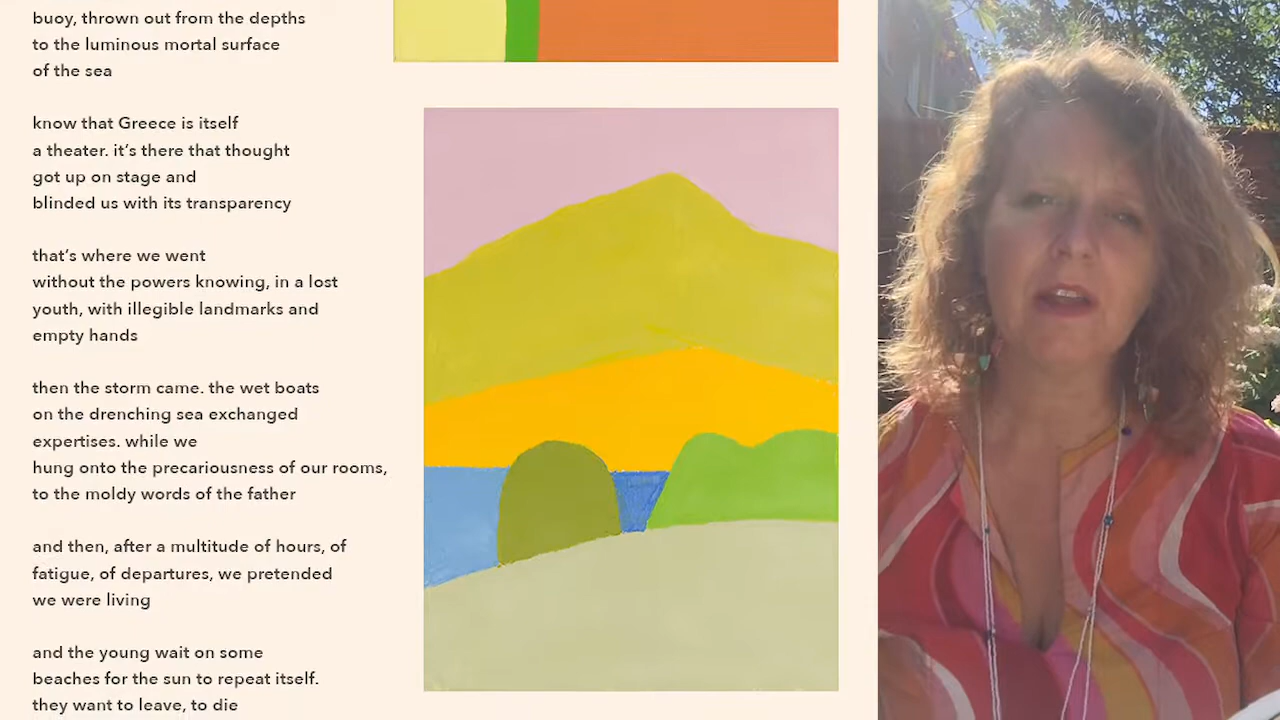 buoy, thrown out from the depths
to the luminous mortal surface
of the sea
know that Greece is itself
a theater. it’s there that thought
got up on stage and
blinded us with its transparency
that’s where we went
without the powers knowing, in a lost
youth, with illegible landmarks and
empty hands
then the storm came. the wet boats
on the drenching sea exchanged
expertises. while we
hung onto the precariousness of our rooms,
to the moldy words of the father
and then, after a multitude of hours, of
fatigue, of departures, we pretended
we were living
and the young wait on some
beaches for the sun to repeat itself.
they want to leave, to die